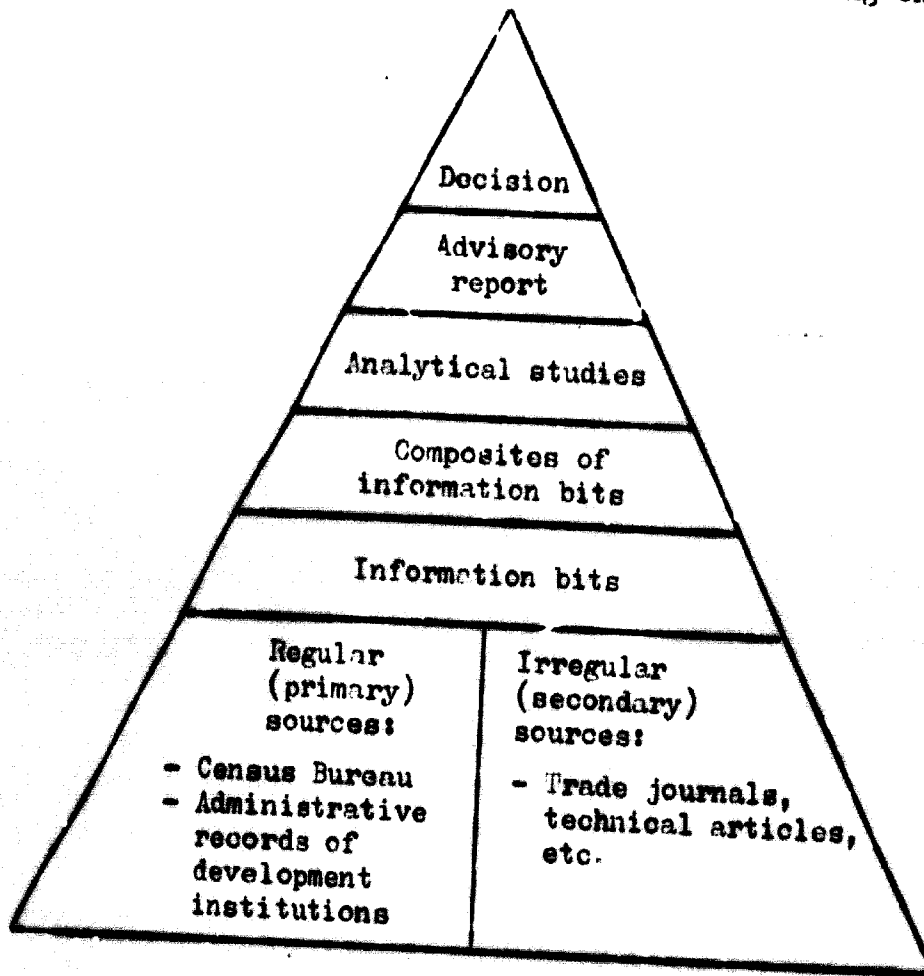 Decision
Advisory
report
Analytical studies
Composites of
information bits
Information bits
Regular
(primary)
sources:
- Census Bureau
- Administrative
records of
development
institutions
Irregular
(secondary)
sources:
- Trade journals,
technical articles,
etc.